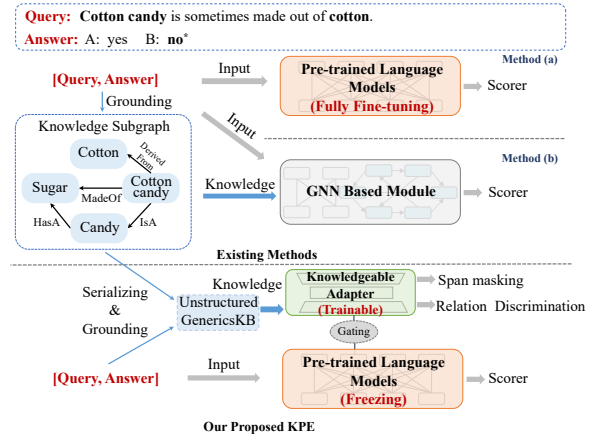 Query: Cotton candy is sometimes made out of cotton.
Answer: A: yes B: no*
Method (a)
[Query, Answer]
Input
Pre-trained Language
Models
(Fully Fine-tuning)
Scorer
Grounding
Knowledge Subgraph
Input
Method (b)
Cotton
Derived
From
Sugar
MadeOf
Cotton
candy
HasA
IsA
Candy
Knowledge
GNN Based Module
Scorer
Existing Methods
Serializing
&
Grounding
Knowledge
Unstructured
GenericsKB
Knowledgeable
Adapter
(Trainable)
Span masking
Relation Discrimination
Gating
[Query, Answer]
Input
Pre-trained Language
Models
(Freezing)
Scorer
Our Proposed KPE